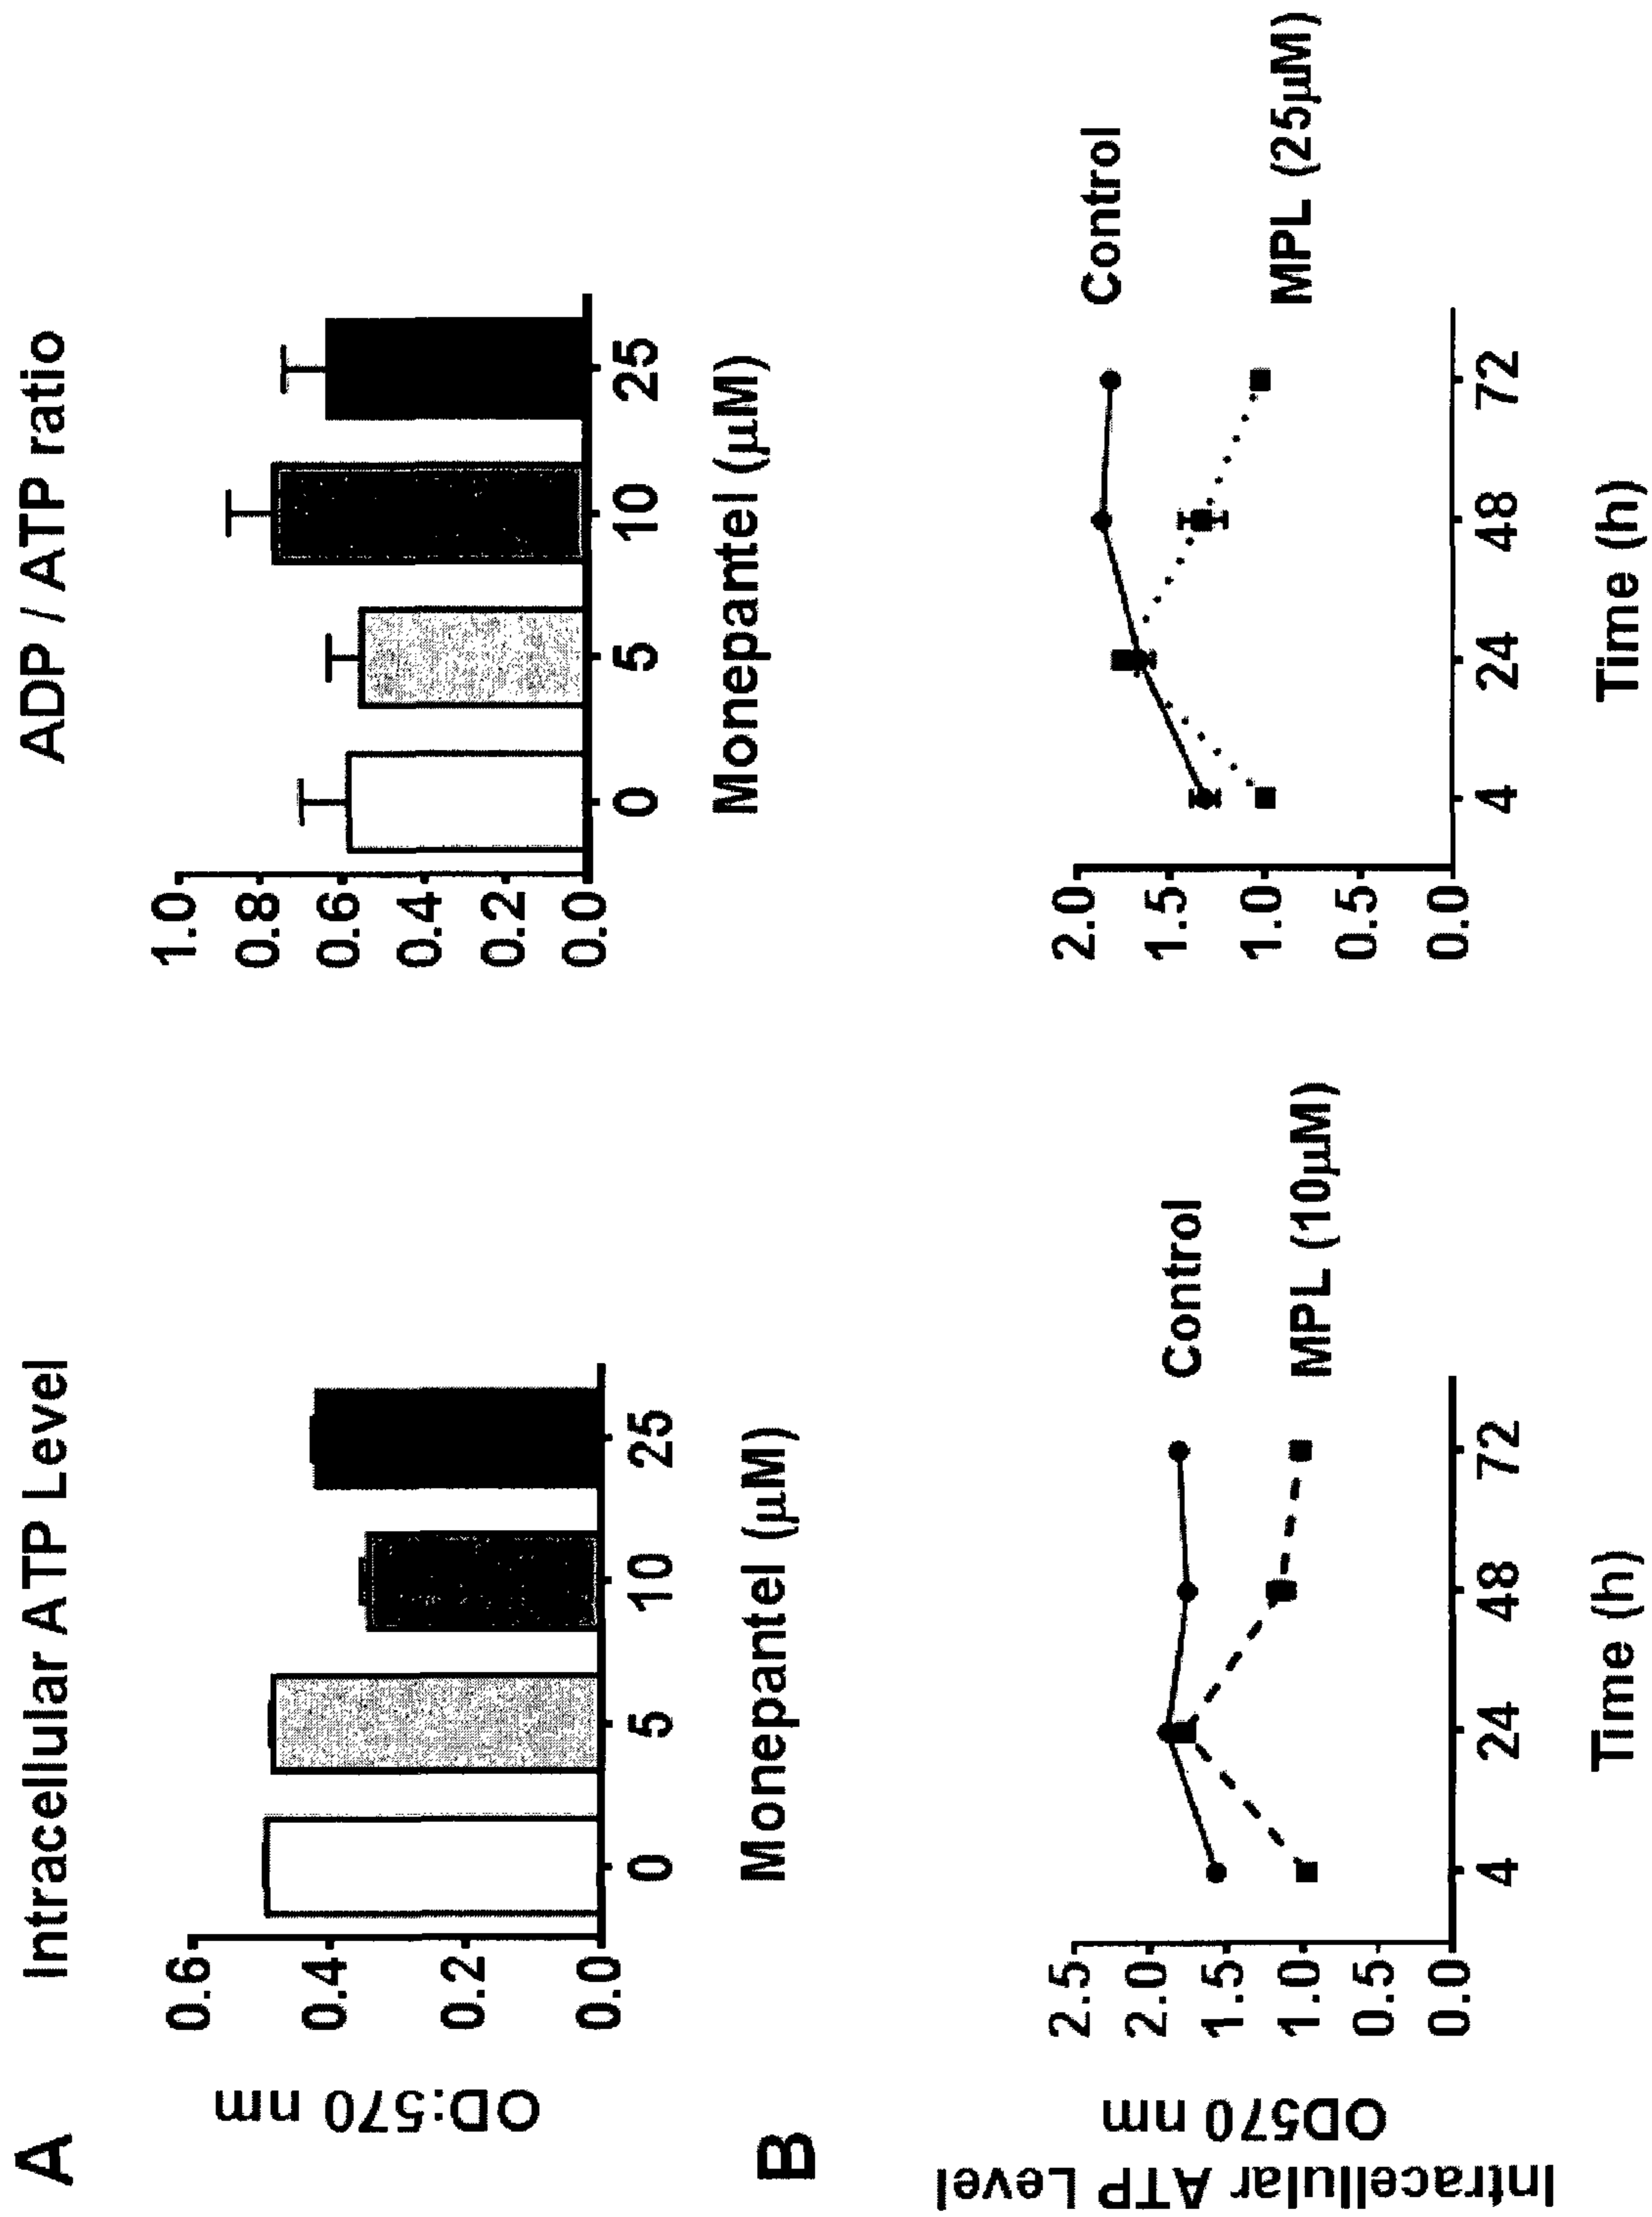 A
Intracellular ATP Level
OD:570 nm
0.6
0.4
0.2
0.0
0 5 10 25
Monepantel (µM)
ADP / ATP ratio
1.0
0.8
0.6
0.4
0.2
0.0
0 5 10 25
Monepantel (µM)
B
Intracellular ATP Level
OD570 nm
2.5
2.0
1.5
1.0
0.5
0.0
Control
MPL (10µM)
4 24 48 72
Time (h)
2.0
1.5
1.0
0.5
0.0
Control
MPL (25µM)
4 24 48 72
Time (h)